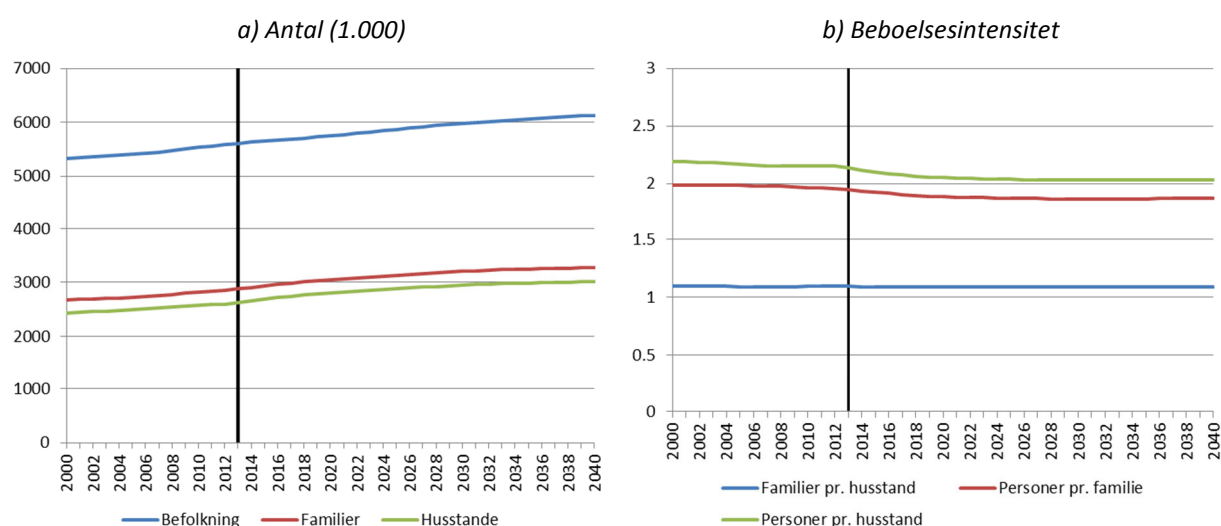 a) Antal (1.000)
7000
6000
5000
4000
3000
2000
1000
0
2000 2002 2004 2006 2008 2010 2012 2014 2016 2018 2020 2022 2024 2026 2028 2030 2032 2034 2036 2038 2040
Befolkning Familier Husstande
b) Beboelsesintensitet
3
2.5
2
1.5
1
0.5
0
2000 2002 2004 2006 2008 2010 2012 2014 2016 2018 2020 2022 2024 2026 2028 2030 2032 2034 2036 2038 2040
Familier pr. husstand Personer pr. familie
Personer pr. husstand